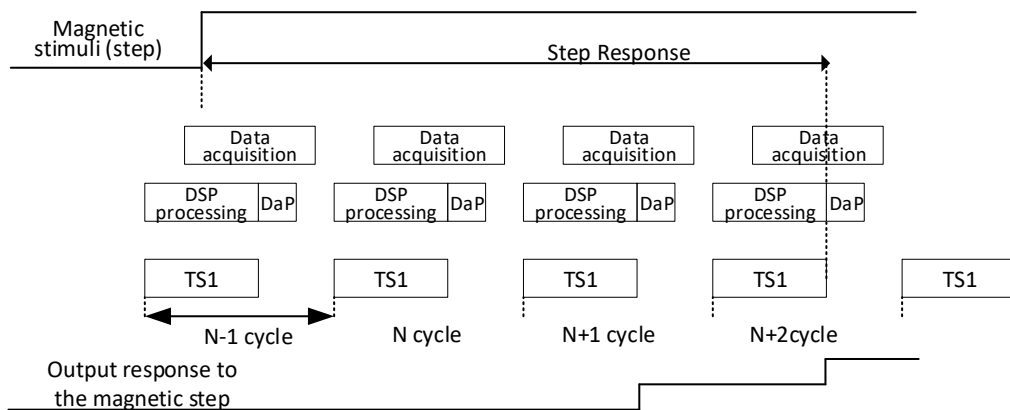 Magnetic
stimuli (step)
Step Response
Data
acquisition
Data
acquisition
Data
acquisition
Data
acquisition
DSP
processing
DaP
DSP
processing
DaP
DSP
processing
DaP
DSP
processing
DaP
TS1
TS1
TS1
TS1
TS1
N-1 cycle
N cycle
N+1 cycle
N+2cycle
Output response to
the magnetic step